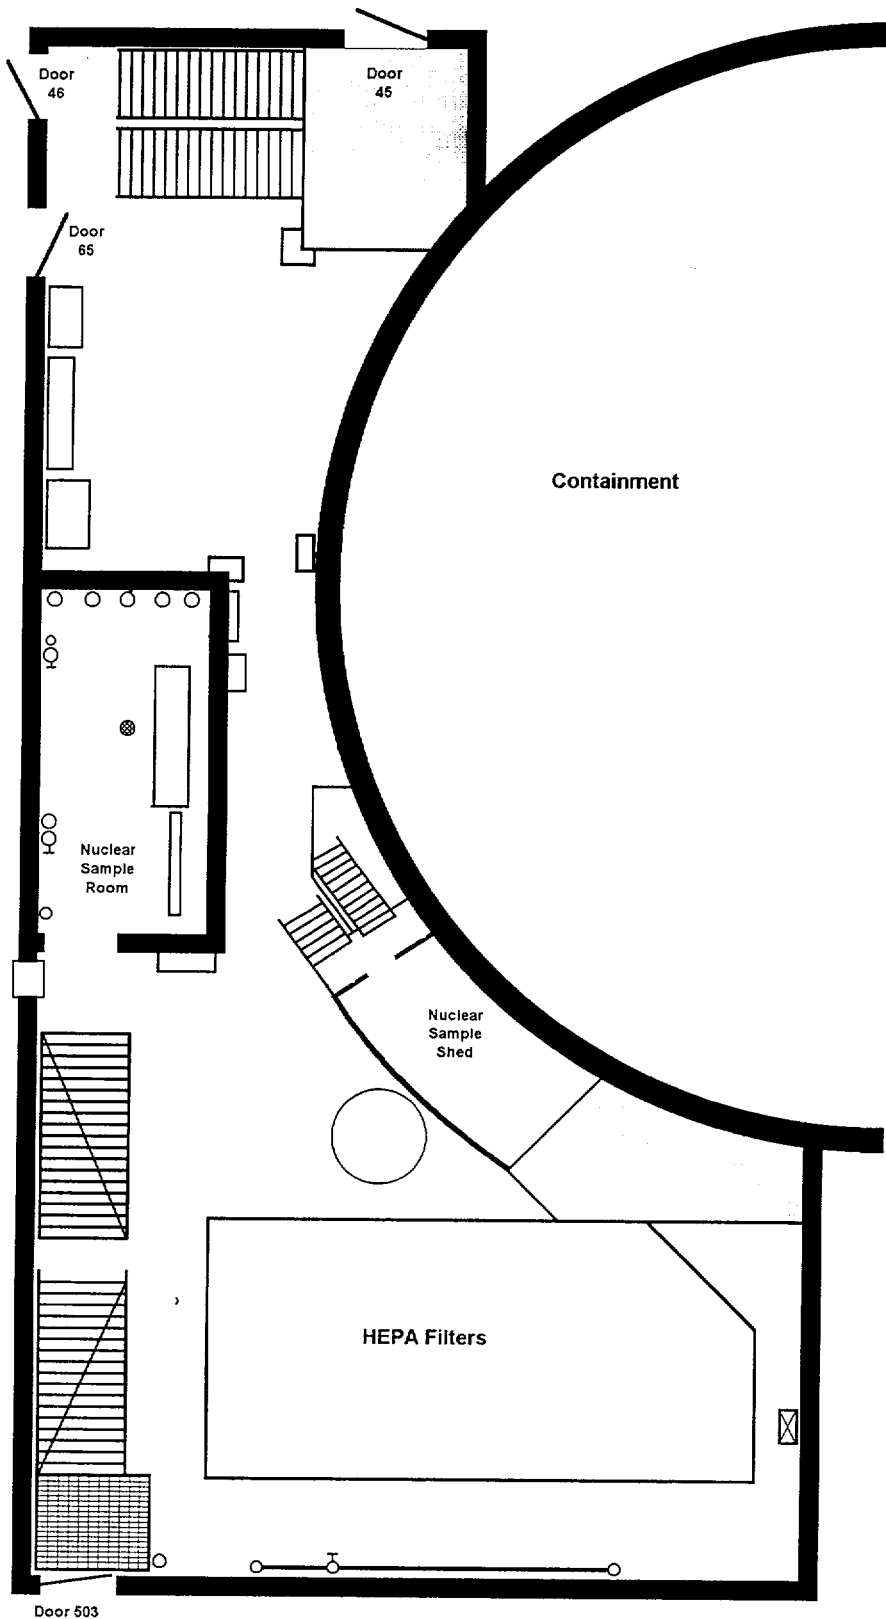 Door
46
Door
45
Door
65
Containment
Nuclear
Sample
Room
Nuclear
Sample
Shed
HEPA Filters
Door 503